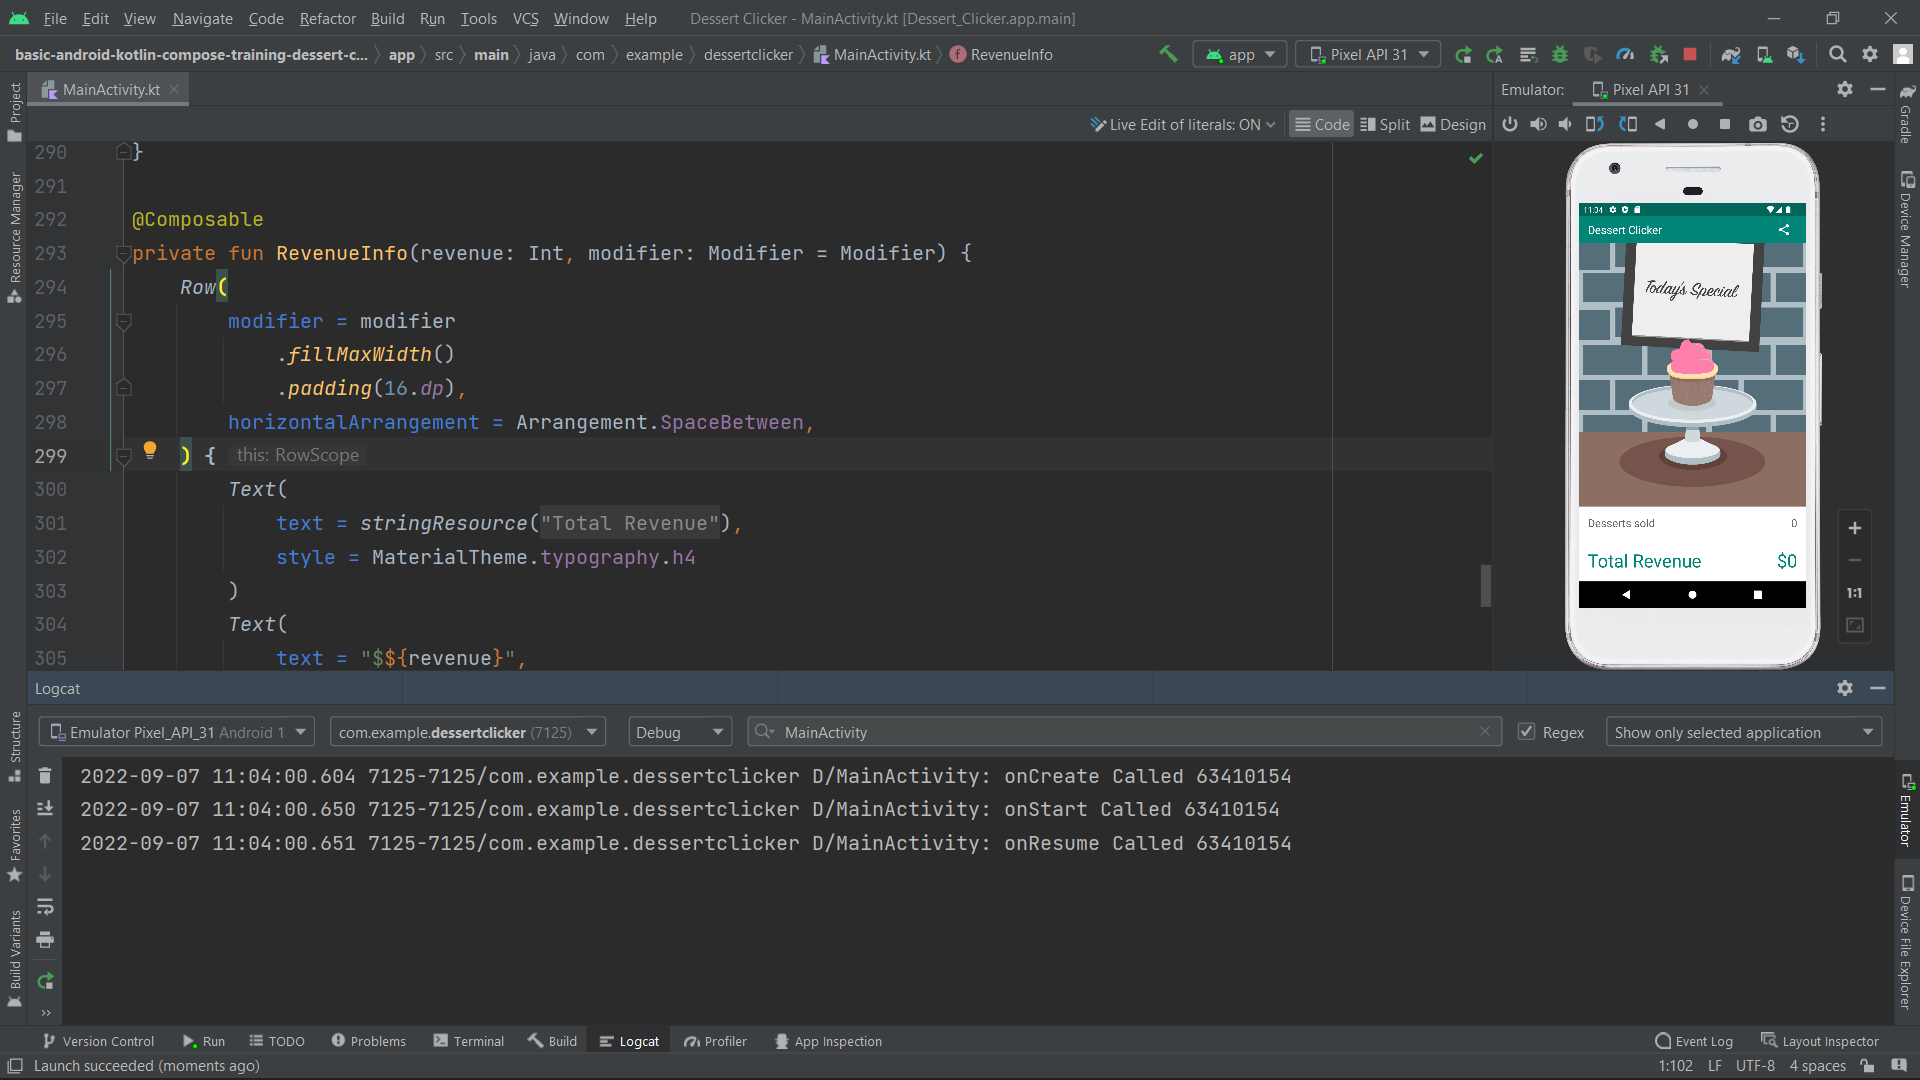 File Edit View Navigate Code Refactor Build Run Tools VCS Window Help Dessert Clicker - MainActivity.kt [Dessert_Clicker.app.main]
basic-android-kotlin-compose-training-dessert-c... app src main java com example dessertclicker MainActivity.kt RevenueInfo app Pixel API 31
MainActivity.kt
Emulator: Pixel API 31
Live Edit of literals: ON Code Split Design
290 }
291
292 @Composable
293 private fun RevenueInfo(revenue: Int, modifier: Modifier = Modifier) {
294 Row(
295 modifier = modifier
296 .fillMaxWidth()
297 .padding(16.dp),
298 horizontalArrangement = Arrangement.SpaceBetween,
299 ) { this: RowScope
300 Text(
301 text = stringResource("Total Revenue"),
302 style = MaterialTheme.typography.h4
303 )
304 Text(
305 text = "$${revenue}",
11:04
Dessert Clicker
Today's Special
Desserts sold 0
Total Revenue $0
1:1
Project
Resource Manager
Structure
Favorites
Build Variants
Gradle
Device Manager
Emulator
Device File Explorer
Logcat
Emulator Pixel_API_31 Android 1 com.example.dessertclicker (7125) Debug MainActivity Regex Show only selected application
2022-09-07 11:04:00.604 7125-7125/com.example.dessertclicker D/MainActivity: onCreate Called 63410154
2022-09-07 11:04:00.650 7125-7125/com.example.dessertclicker D/MainActivity: onStart Called 63410154
2022-09-07 11:04:00.651 7125-7125/com.example.dessertclicker D/MainActivity: onResume Called 63410154
Version Control Run TODO Problems Terminal Build Logcat Profiler App Inspection Event Log Layout Inspector
Launch succeeded (moments ago) 1:102 LF UTF-8 4 spaces